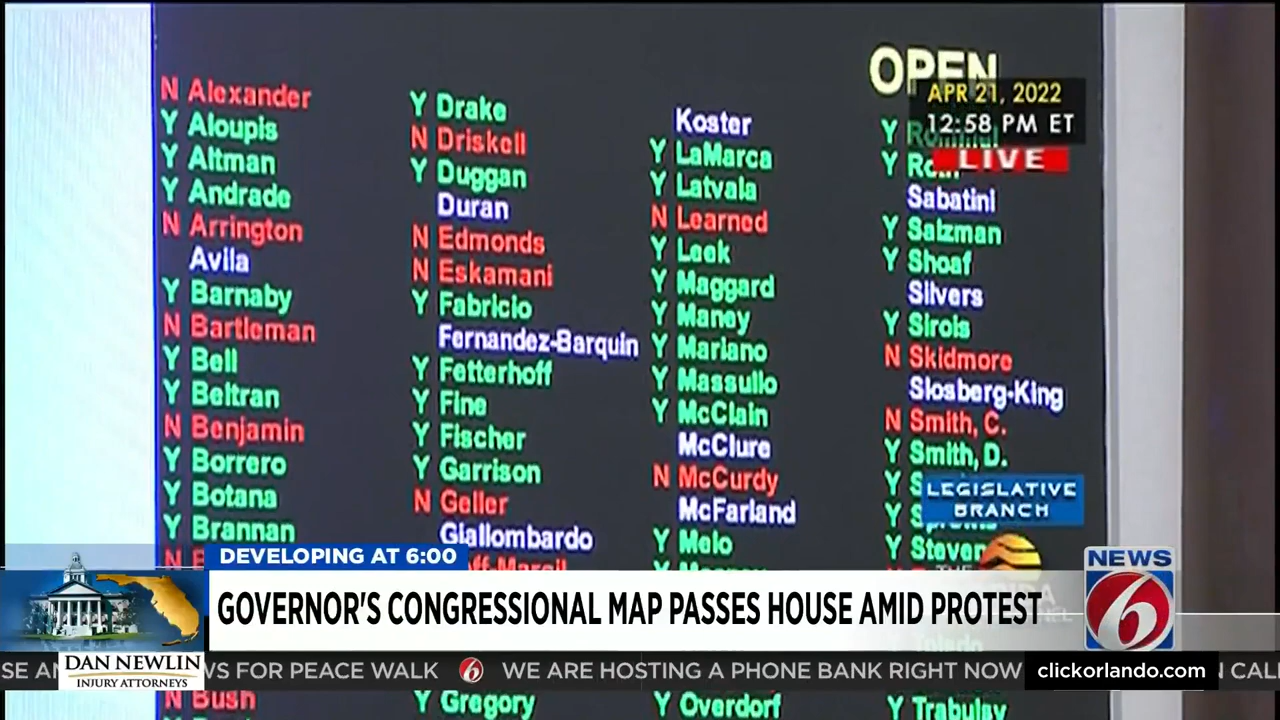 OPEN
APR 21, 2022
12:58 PM ET
LIVE
N Alexander
Y Aloupis
Y Altman
Y Andrade
N Arrington
Avila
Y Barnaby
N Bartleman
Y Bell
Y Beltran
N Benjamin
Y Borrero
Y Botana
Y Brannan
N Bush
Y Drake
N Driskell
Y Duggan
Duran
N Edmonds
N Eskamani
Y Fabricio
Fernandez-Barquin
Y Fetterhoff
Y Fine
Y Fischer
Y Garrison
N Geller
Giallombardo
Y Gregory
Koster
Y LaMarca
Y Latvala
N Learned
Y Leek
Y Maggard
Y Maney
Y Mariano
Y Massullo
Y McClain
McClure
N McCurdy
McFarland
Y Melo
Y Overdorf
Y
Y
Sabatini
Y Salzman
Y Shoaf
Silvers
Y Sirois
N Skidmore
Slosberg-King
N Smith, C.
Y Smith, D.
Y
Y
Y Steven
Toledo
Y Trabulsy
LEGISLATIVE
BRANCH
THE
DEVELOPING AT 6:00
GOVERNOR'S CONGRESSIONAL MAP PASSES HOUSE AMID PROTEST
NEWS
6
DAN NEWLIN
INJURY ATTORNEYS
WS FOR PEACE WALK 6 WE ARE HOSTING A PHONE BANK RIGHT NOW
clickorlando.com